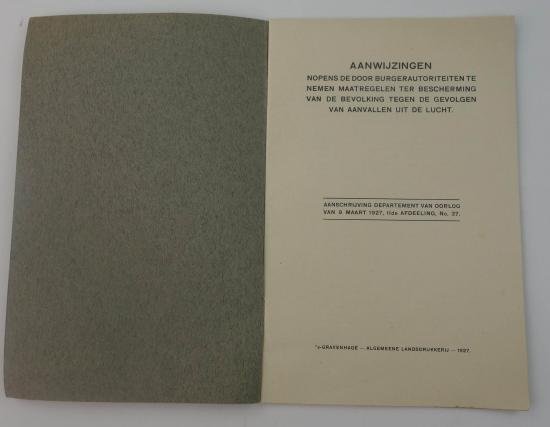 AANWIJZINGEN
NOPENS DE DOOR BURGERAUTORITEITEN TE
NEMEN MAATREGELEN TER BESCHERMING
VAN DE BEVOLKING TEGEN DE GEVOLGEN
VAN AANVALLEN UIT DE LUCHT.
AANSCHRIJVING DEPARTEMENT VAN OORLOG
VAN 9 MAART 1927, IIde AFDEELING, No. 27.
's-GRAVENHAGE — ALGEMEENE LANDSDRUKKERIJ — 1927.